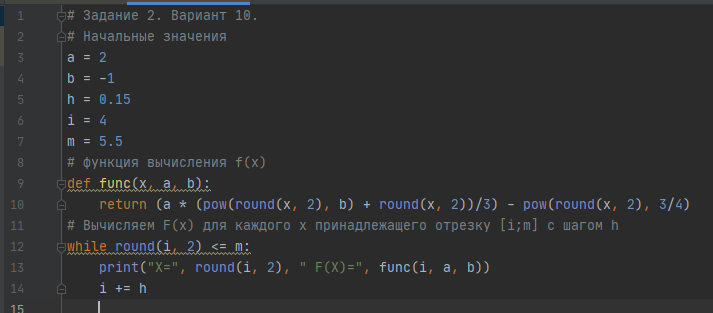 1 # Задание 2. Вариант 10.
2 # Начальные значения
3 a = 2
4 b = -1
5 h = 0.15
6 i = 4
7 m = 5.5
8 # функция вычисления f(x)
9 def func(x, a, b):
10     return (a * (pow(round(x, 2), b) + round(x, 2))/3) - pow(round(x, 2), 3/4)
11 # Вычисляем F(x) для каждого x принадлежащего отрезку [i;m] с шагом h
12 while round(i, 2) <= m:
13     print("X=", round(i, 2), " F(X)=", func(i, a, b))
14     i += h
15